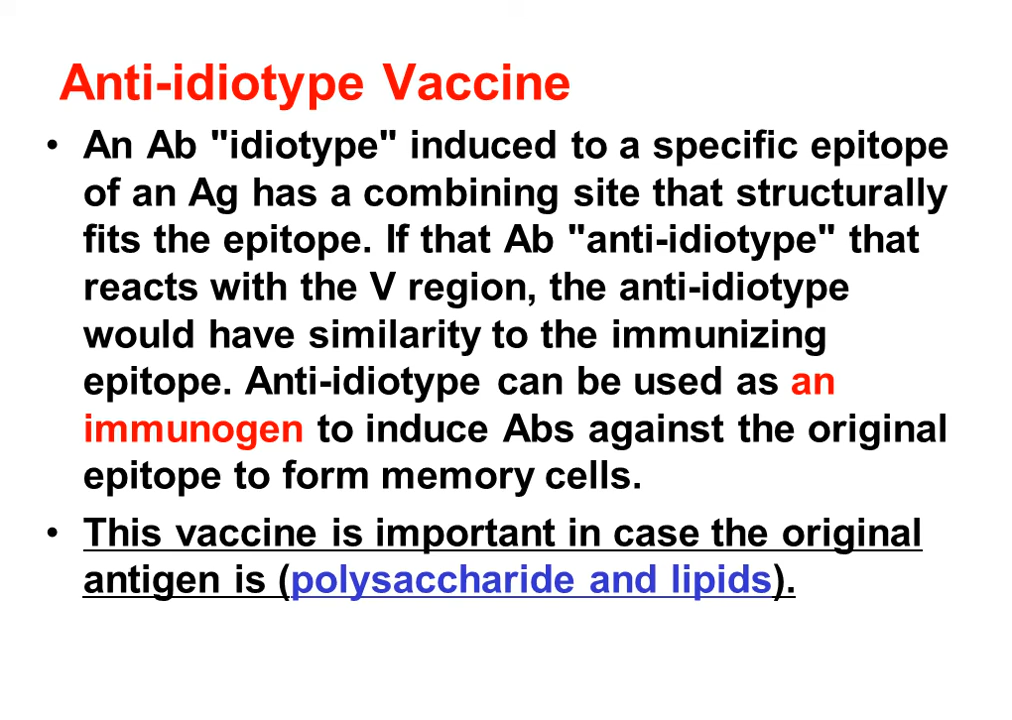 Anti-idiotype Vaccine
• An Ab "idiotype" induced to a specific epitope
of an Ag has a combining site that structurally
fits the epitope. If that Ab "anti-idiotype" that
reacts with the V region, the anti-idiotype
would have similarity to the immunizing
epitope. Anti-idiotype can be used as an
immunogen to induce Abs against the original
epitope to form memory cells.
• This vaccine is important in case the original
antigen is (polysaccharide and lipids).